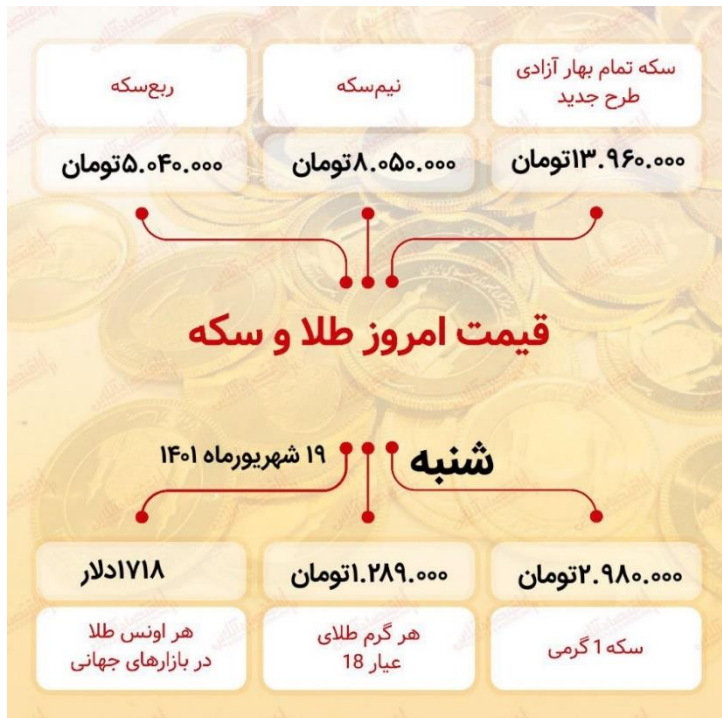 سکه تمام بهار آزادی
طرح جدید
نیم‌سکه
ربع‌سکه
۱۳.۹۶۰.۰۰۰تومان
۸.۰۵۰.۰۰۰تومان
۵.۰۴۰.۰۰۰تومان
قیمت امروز طلا و سکه
شنبه
۱۹ شهریورماه ۱۴۰۱
۲.۹۸۰.۰۰۰تومان
۱.۲۸۹.۰۰۰تومان
۱۷۱۸دلار
سکه 1 گرمی
هر گرم طلای
عیار 18
هر اونس طلا
در بازارهای جهانی